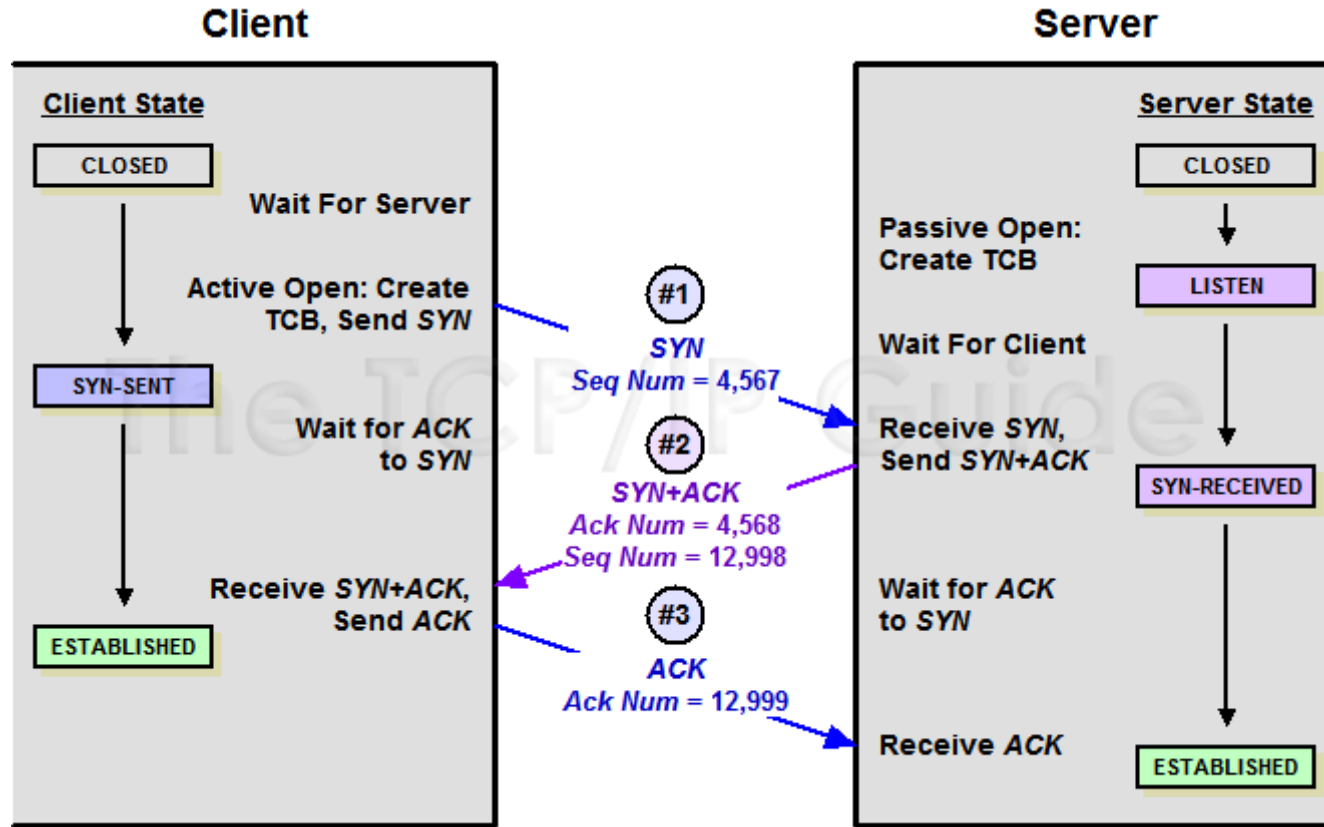 Client
Server
Client State
CLOSED
Wait For Server
Active Open: Create
TCB, Send SYN
SYN-SENT
Wait for ACK
to SYN
Receive SYN+ACK,
Send ACK
ESTABLISHED
#1
SYN
Seq Num = 4,567
#2
SYN+ACK
Ack Num = 4,568
Seq Num = 12,998
#3
ACK
Ack Num = 12,999
Server State
CLOSED
Passive Open:
Create TCB
LISTEN
Wait For Client
Receive SYN,
Send SYN+ACK
SYN-RECEIVED
Wait for ACK
to SYN
Receive ACK
ESTABLISHED
The TCP/IP Guide